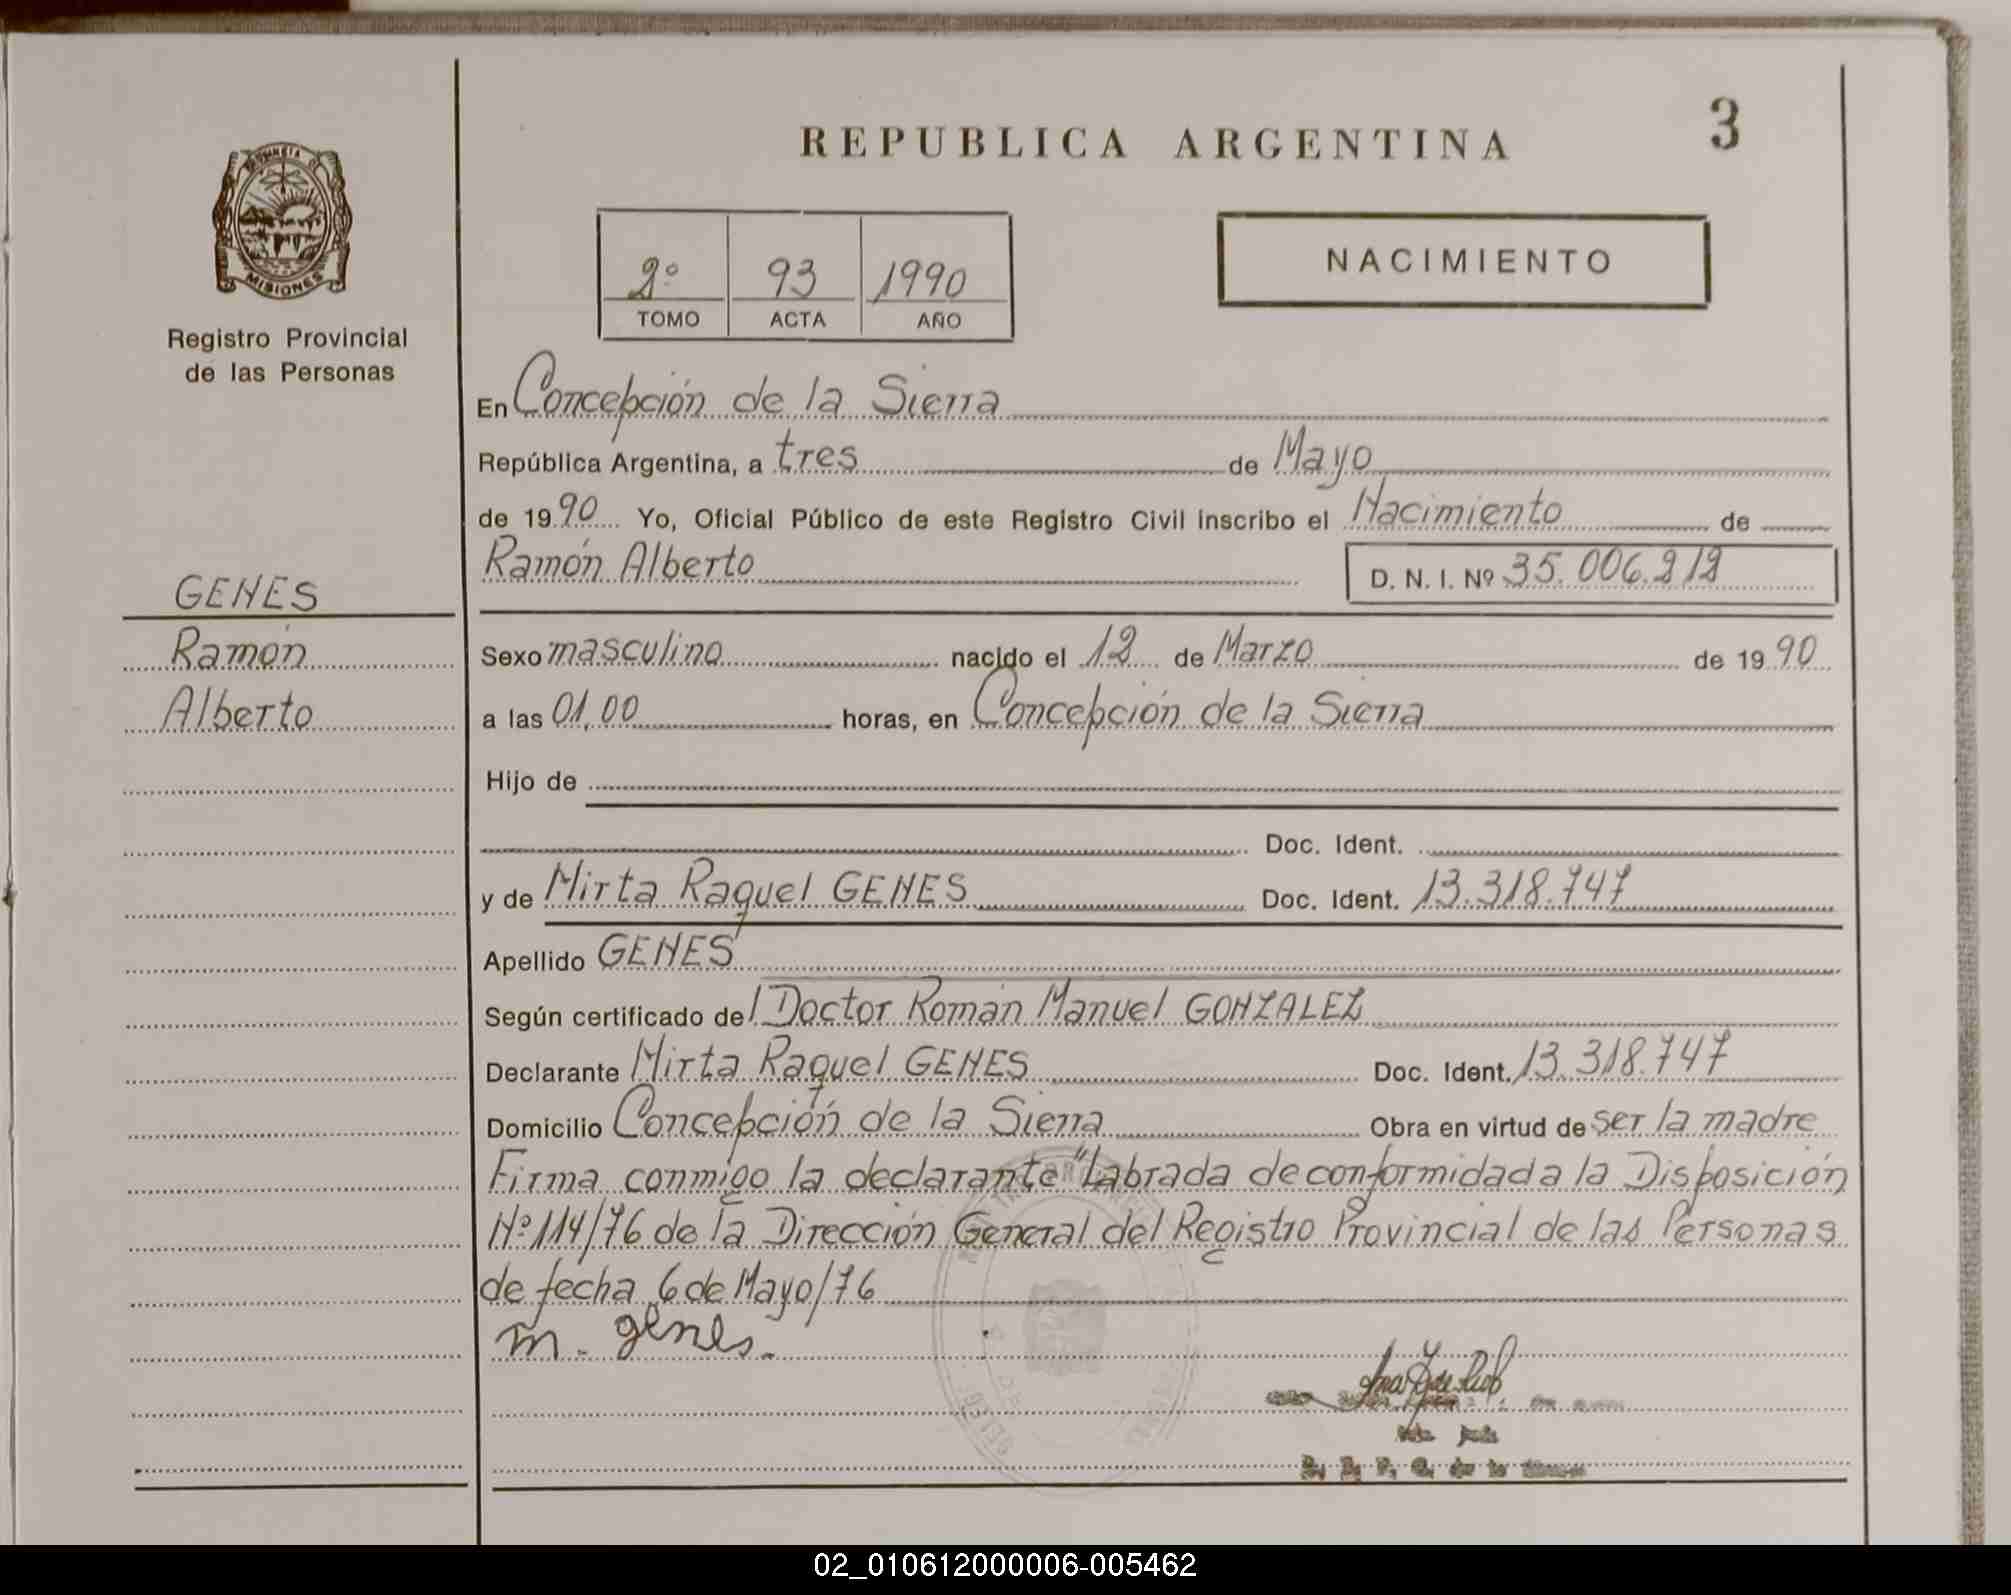 REPUBLICA ARGENTINA
3
PROVINCIA DE
MISIONES
Registro Provincial
de las Personas
2º 93 1990
TOMO ACTA AÑO
NACIMIENTO
En Concepción de la Sierra
República Argentina, a tres de Mayo
de 1990 Yo, Oficial Público de este Registro Civil inscribo el Nacimiento de
Ramón Alberto D. N. I. Nº 35.006.212
GENES
Ramón
Alberto
Sexo masculino nacido el 12 de Marzo de 1990
a las 01,00 horas, en Concepción de la Sierra
Hijo de
Doc. Ident.
y de Mirta Raquel GENES Doc. Ident. 13.318.747
Apellido GENES
Según certificado del Doctor Román Manuel GONZALEZ
Declarante Mirta Raquel GENES Doc. Ident. 13.318.747
Domicilio Concepción de la Sierra Obra en virtud de ser la madre
Firma conmigo la declarante "Labrada de conformidad a la Disposición
Nº 114/76 de la Dirección General del Registro Provincial de las Personas
de fecha 6 de Mayo/76
m. genes.
02_010612000006-005462